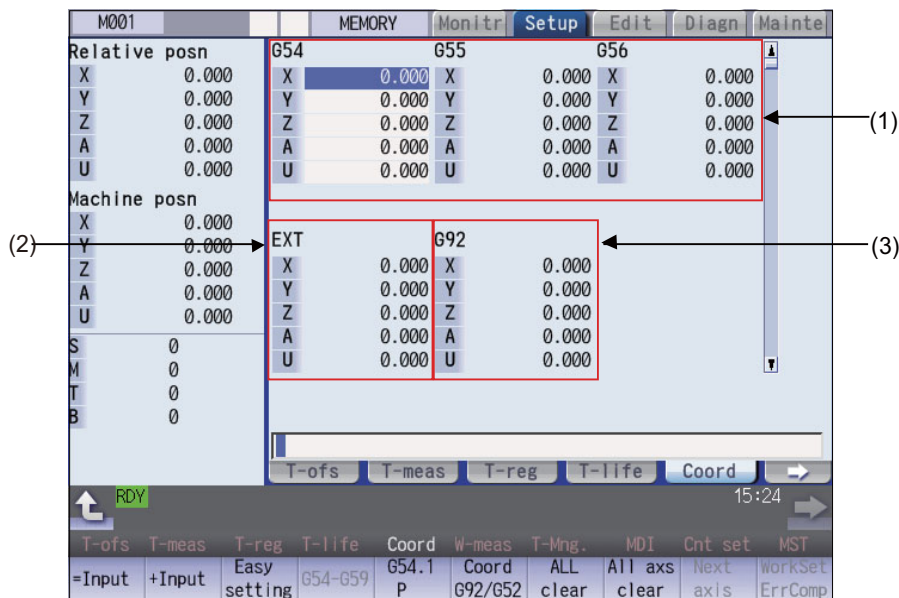 M001 MEMORY Monitr Setup Edit Diagn Mainte
Relative posn
X 0.000
Y 0.000
Z 0.000
A 0.000
U 0.000
Machine posn
X 0.000
Y 0.000
Z 0.000
A 0.000
U 0.000
S 0
M 0
T 0
B 0
G54 G55 G56
X 0.000 X 0.000 X 0.000
Y 0.000 Y 0.000 Y 0.000
Z 0.000 Z 0.000 Z 0.000
A 0.000 A 0.000 A 0.000
U 0.000 U 0.000 U 0.000
(1)
(2)
EXT G92
(3)
X 0.000 X 0.000
Y 0.000 Y 0.000
Z 0.000 Z 0.000
A 0.000 A 0.000
U 0.000 U 0.000
T-ofs T-meas T-reg T-life Coord
RDY 15:24
T-ofs T-meas T-reg T-life Coord W-meas T-Mng. MDI Cnt set MST
=Input +Input Easy G54-G59 G54.1 Coord ALL All axs Next WorkSet
setting P G92/G52 clear clear axis ErrComp